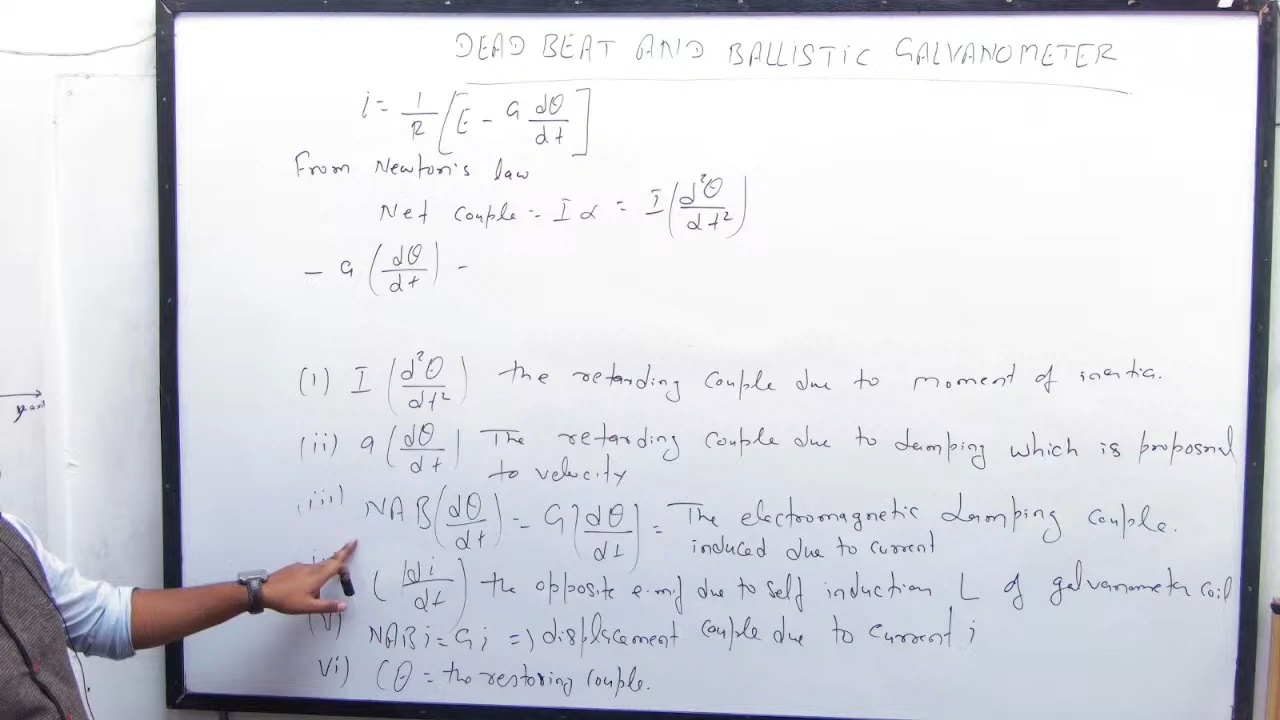 DEAD BEAT AND BALLISTIC GALVANOMETER
i = 1/R [E - G dθ/dt]
From Newton's law
Net couple = I α = I (d²θ/dt²)
- a (dθ/dt) -
(i) I (d²θ/dt²) the retarding couple due to moment of inertia.
(ii) a (dθ/dt) The retarding couple due to damping which is proposnal
to velocity
(iii) NAB (dθ/dt) = G (dθ/dt) = The electromagnetic damping couple.
induced due to current
( di/dt ) the opposite e.m.f due to self induction L of galvanometer coil
(v) NABi = Gi => displacement couple due to current i
vi) Cθ = the restoring couple.